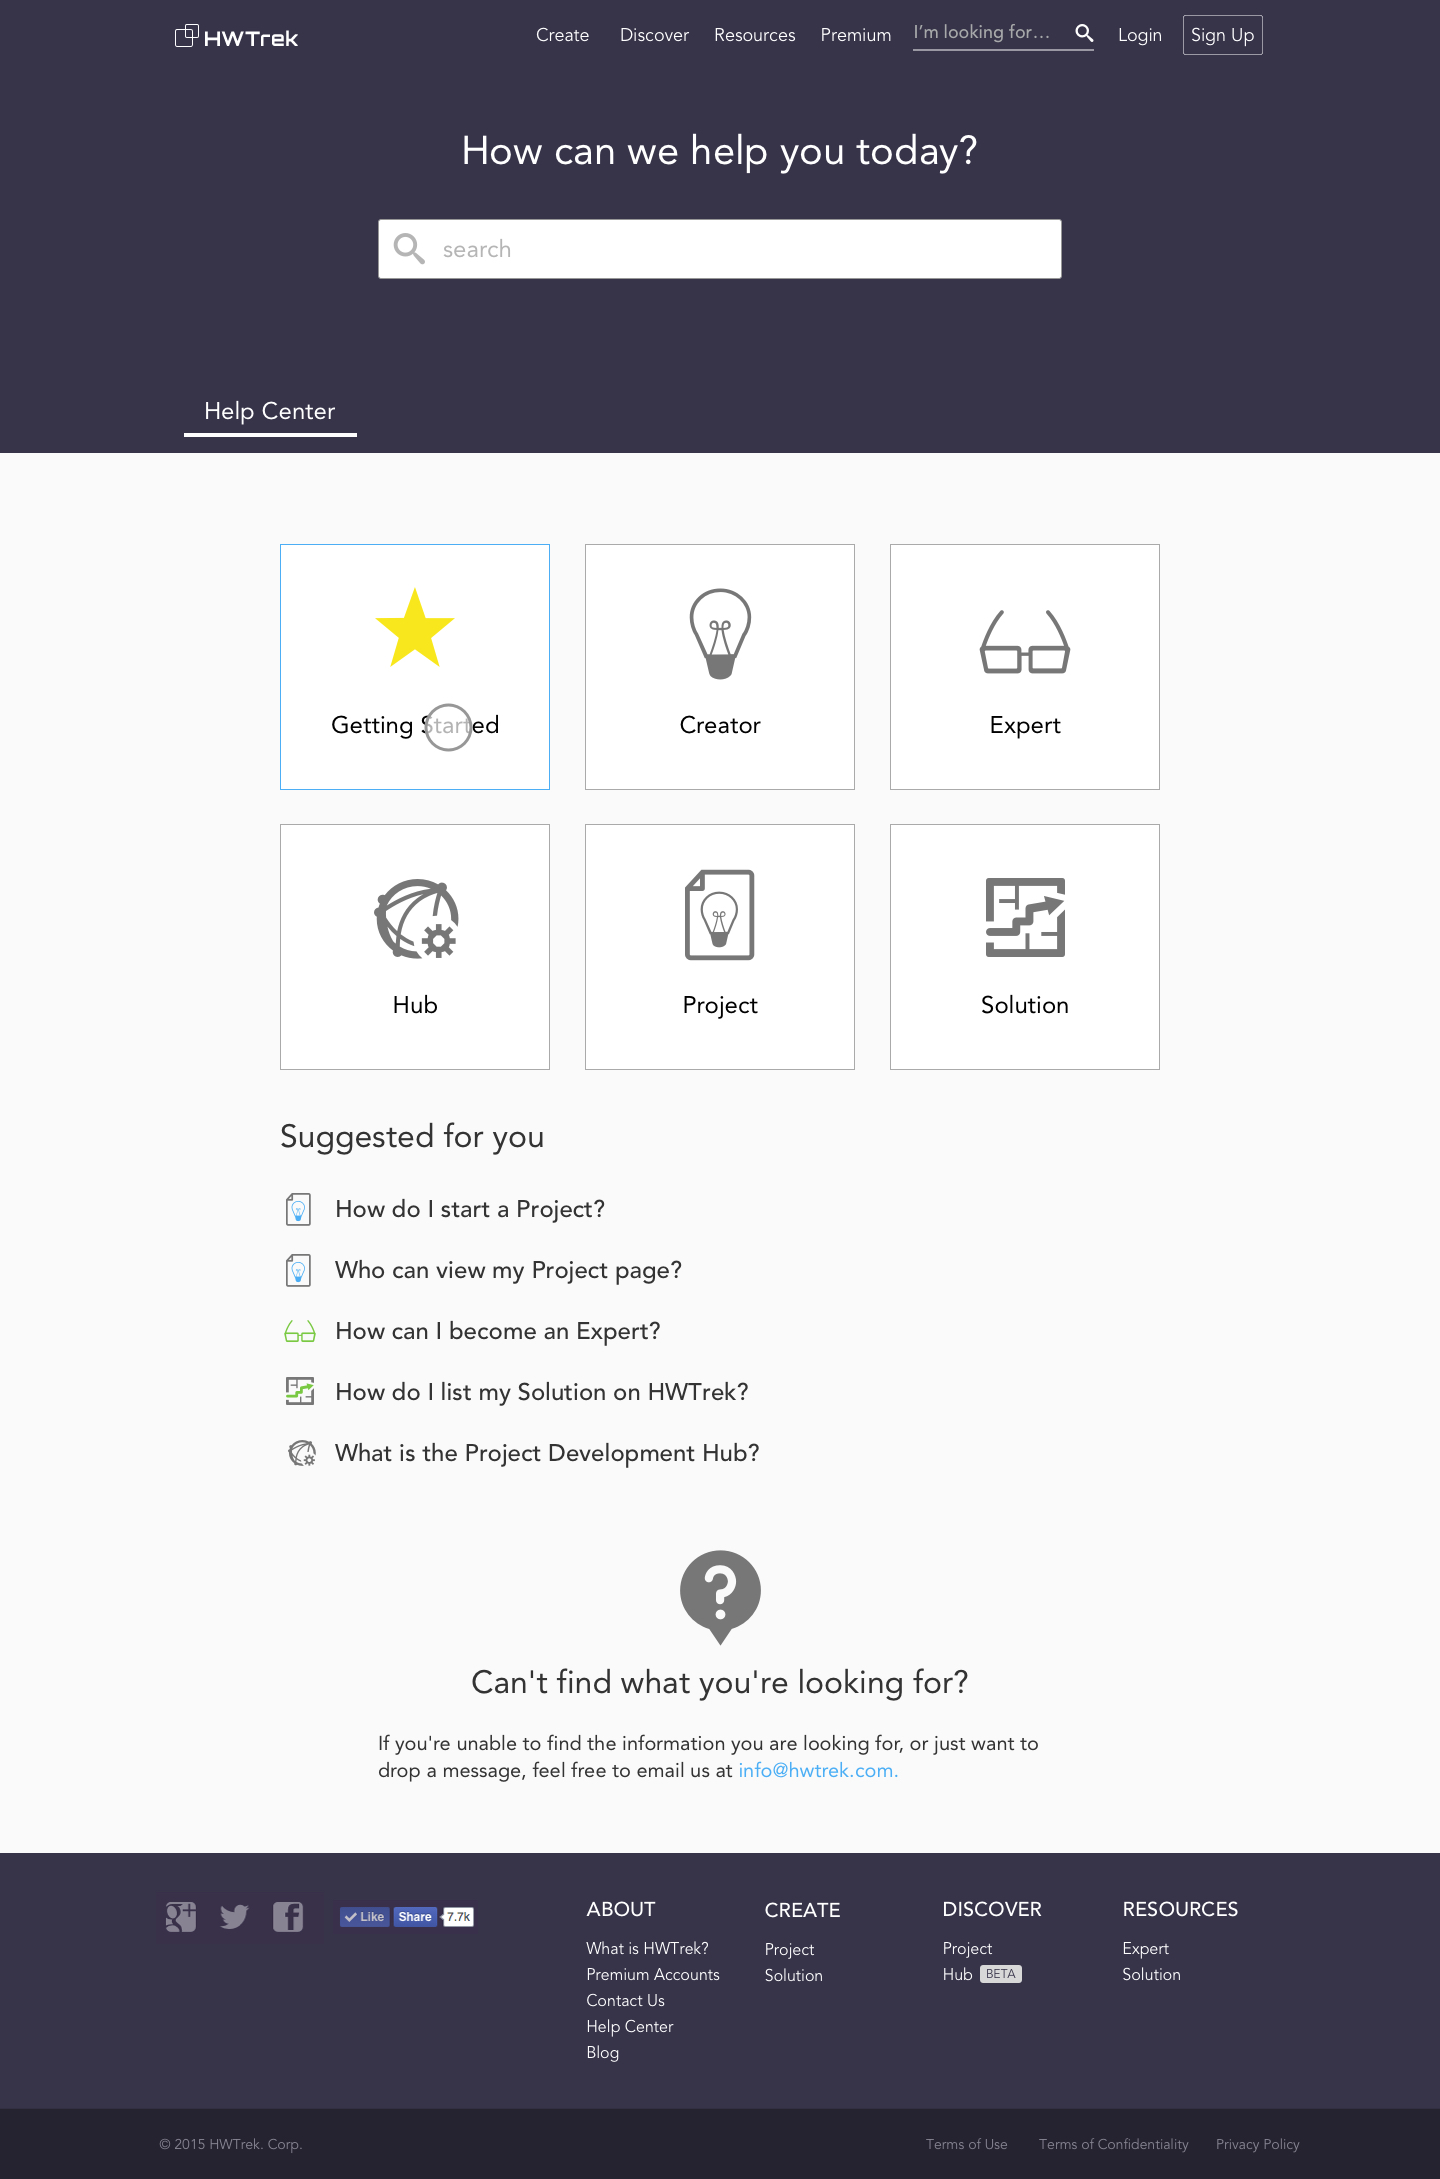 HWTrek
Create Discover Resources Premium I'm looking for... Login Sign Up
How can we help you today?
search
Help Center
Getting Started
Creator
Expert
Hub
Project
Solution
Suggested for you
How do I start a Project?
Who can view my Project page?
How can I become an Expert?
How do I list my Solution on HWTrek?
What is the Project Development Hub?
Can't find what you're looking for?
If you're unable to find the information you are looking for, or just want to
drop a message, feel free to email us at info@hwtrek.com.
Like Share 7.7k
ABOUT
What is HWTrek?
Premium Accounts
Contact Us
Help Center
Blog
CREATE
Project
Solution
DISCOVER
Project
Hub BETA
RESOURCES
Expert
Solution
© 2015 HWTrek. Corp.
Terms of Use Terms of Confidentiality Privacy Policy